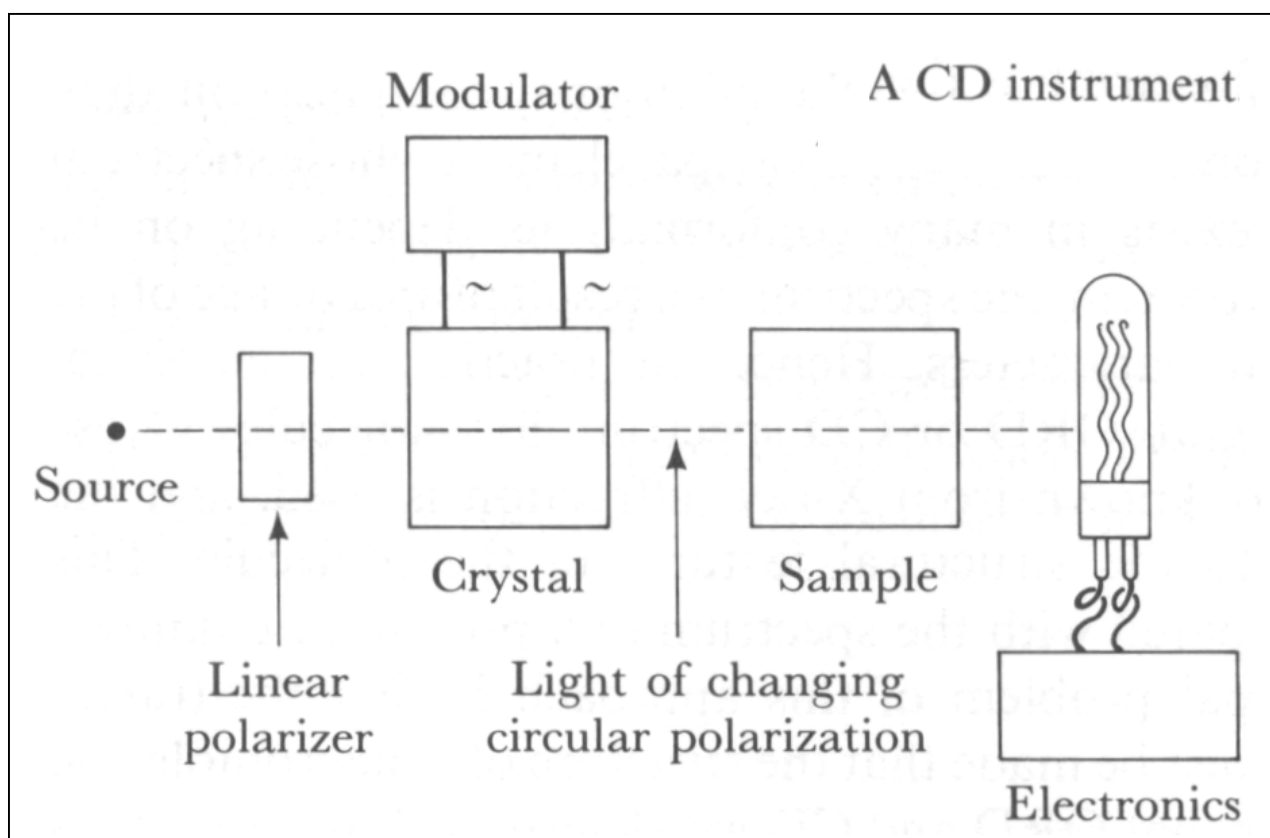 A CD instrument
Modulator
~ ~
Source
Crystal
Sample
Linear
polarizer
Light of changing
circular polarization
Electronics